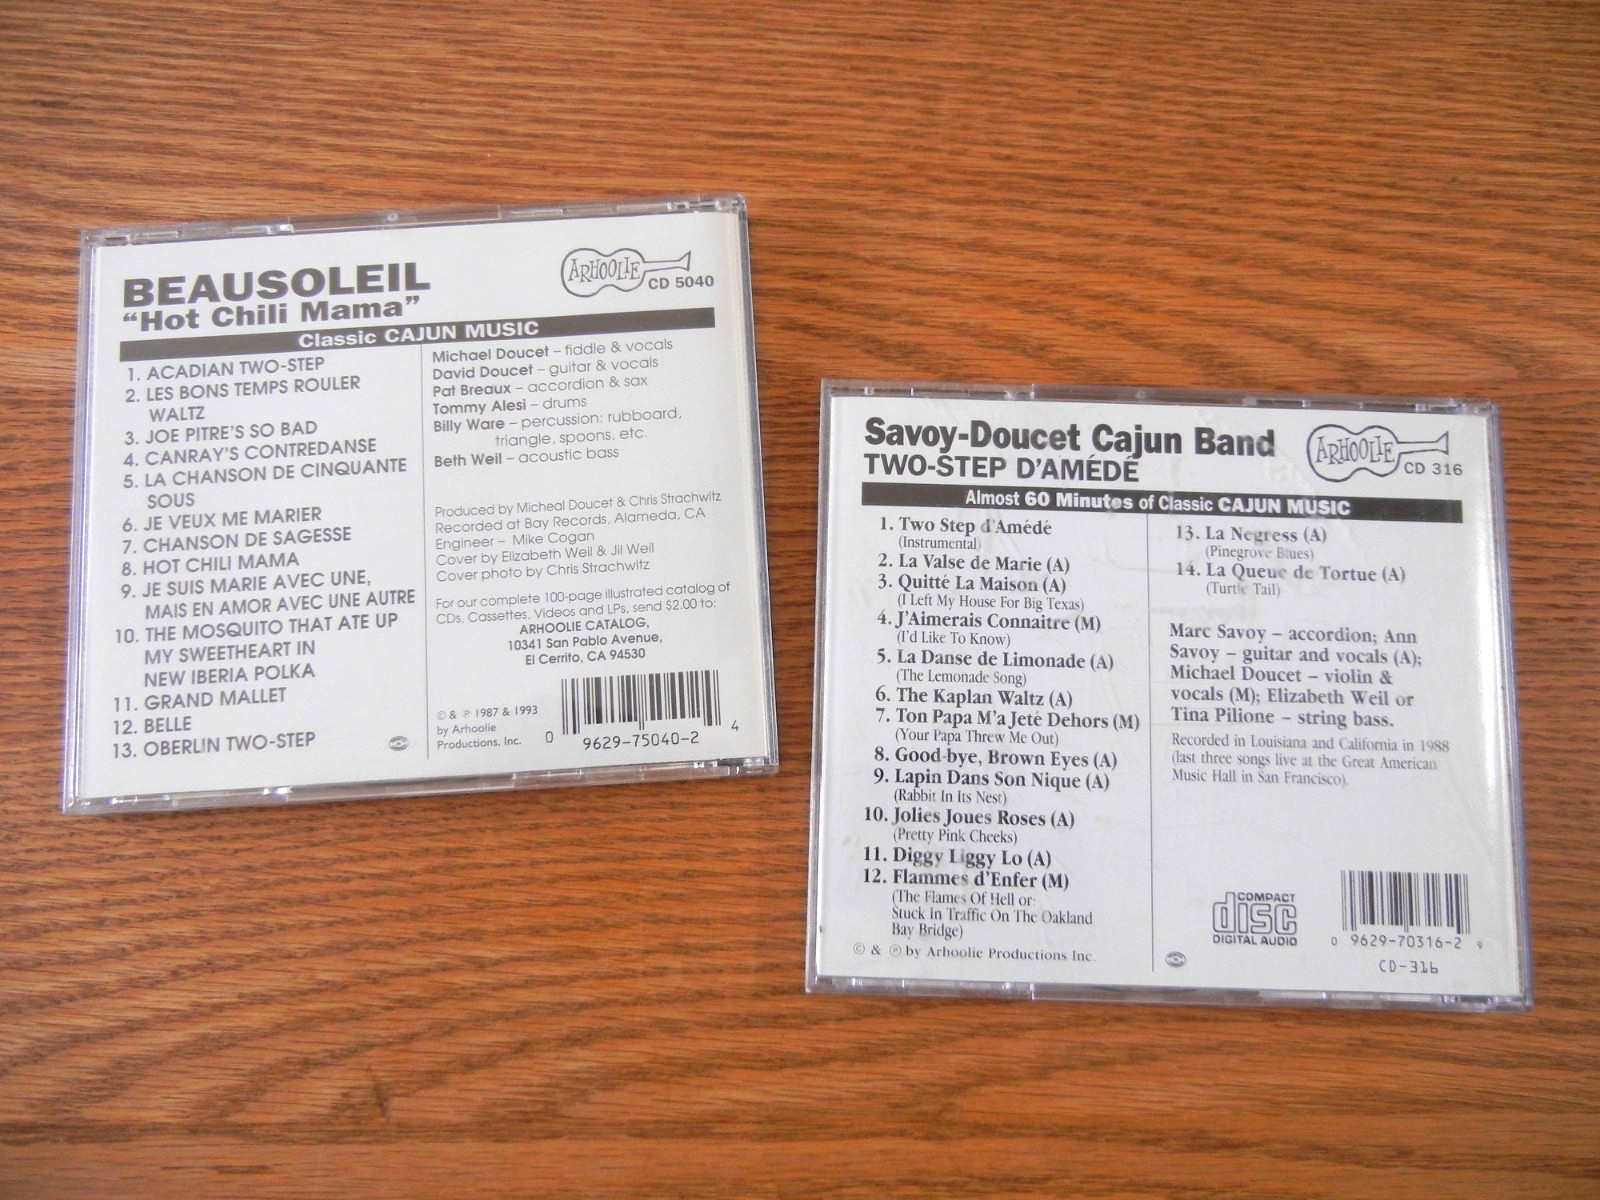 BEAUSOLEIL
“Hot Chili Mama”
ARHOOLIE
CD 5040
Classic CAJUN MUSIC
1. ACADIAN TWO-STEP
2. LES BONS TEMPS ROULER
WALTZ
3. JOE PITRE'S SO BAD
4. CANRAY'S CONTREDANSE
5. LA CHANSON DE CINQUANTE
SOUS
6. JE VEUX ME MARIER
7. CHANSON DE SAGESSE
8. HOT CHILI MAMA
9. JE SUIS MARIE AVEC UNE,
MAIS EN AMOR AVEC UNE AUTRE
10. THE MOSQUITO THAT ATE UP
MY SWEETHEART IN
NEW IBERIA POLKA
11. GRAND MALLET
12. BELLE
13. OBERLIN TWO-STEP
Michael Doucet – fiddle & vocals
David Doucet – guitar & vocals
Pat Breaux – accordion & sax
Tommy Alesi – drums
Billy Ware – percussion: rubboard,
triangle, spoons, etc.
Beth Weil – acoustic bass
Produced by Micheal Doucet & Chris Strachwitz
Recorded at Bay Records, Alameda, CA
Engineer – Mike Cogan
Cover by Elizabeth Weil & Jil Weil
Cover photo by Chris Strachwitz
For our complete 100-page illustrated catalog of
CDs, Cassettes, Videos and LPs, send $2.00 to:
ARHOOLIE CATALOG,
10341 San Pablo Avenue,
El Cerrito, CA 94530
© & ℗ 1987 & 1993
by Arhoolie
Productions, Inc.
0 9629-75040-2 4
Savoy-Doucet Cajun Band
TWO-STEP D'AMÉDÉ
ARHOOLIE
CD 316
Almost 60 Minutes of Classic CAJUN MUSIC
1. Two Step d'Amédé
(Instrumental)
2. La Valse de Marie (A)
3. Quitté La Maison (A)
(I Left My House For Big Texas)
4. J'Aimerais Connaitre (M)
(I'd Like To Know)
5. La Danse de Limonade (A)
(The Lemonade Song)
6. The Kaplan Waltz (A)
7. Ton Papa M'a Jeté Dehors (M)
(Your Papa Threw Me Out)
8. Good-bye, Brown Eyes (A)
9. Lapin Dans Son Nique (A)
(Rabbit In Its Nest)
10. Jolies Joues Roses (A)
(Pretty Pink Cheeks)
11. Diggy Liggy Lo (A)
12. Flammes d'Enfer (M)
(The Flames Of Hell or:
Stuck In Traffic On The Oakland
Bay Bridge)
© & ℗ by Arhoolie Productions Inc.
13. La Negress (A)
(Pinegrove Blues)
14. La Queue de Tortue (A)
(Turtle Tail)
Marc Savoy – accordion; Ann
Savoy – guitar and vocals (A);
Michael Doucet – violin &
vocals (M); Elizabeth Weil or
Tina Pilione – string bass.
Recorded in Louisiana and California in 1988
(last three songs live at the Great American
Music Hall in San Francisco).
COMPACT
disc
DIGITAL AUDIO
0 9629-70316-2
CD-316